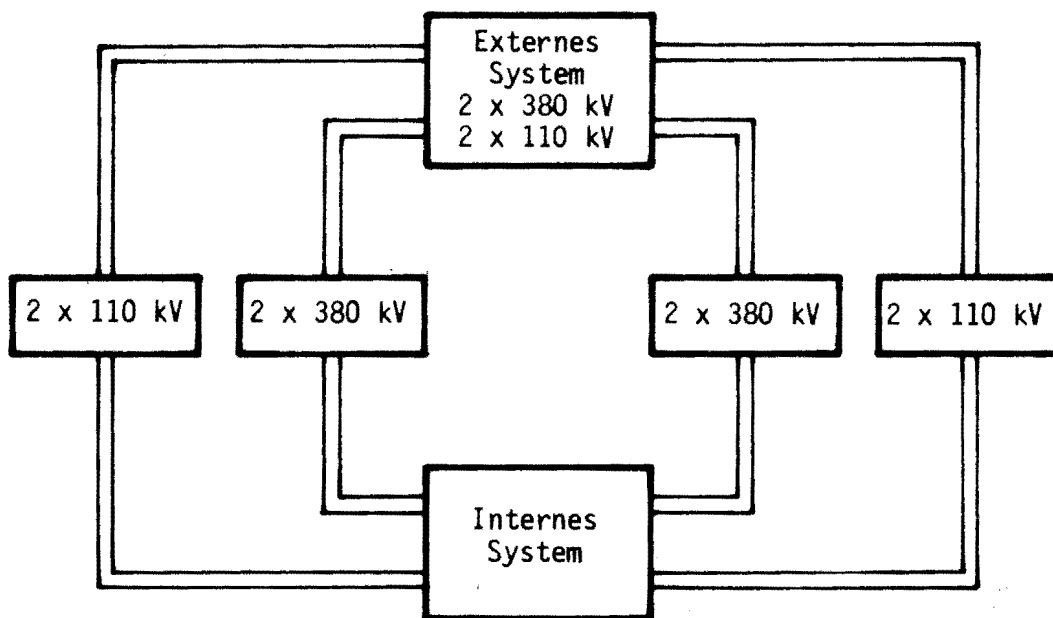 Externes
System
2 x 380 kV
2 x 110 kV
2 x 110 kV
2 x 380 kV
2 x 380 kV
2 x 110 kV
Internes
System